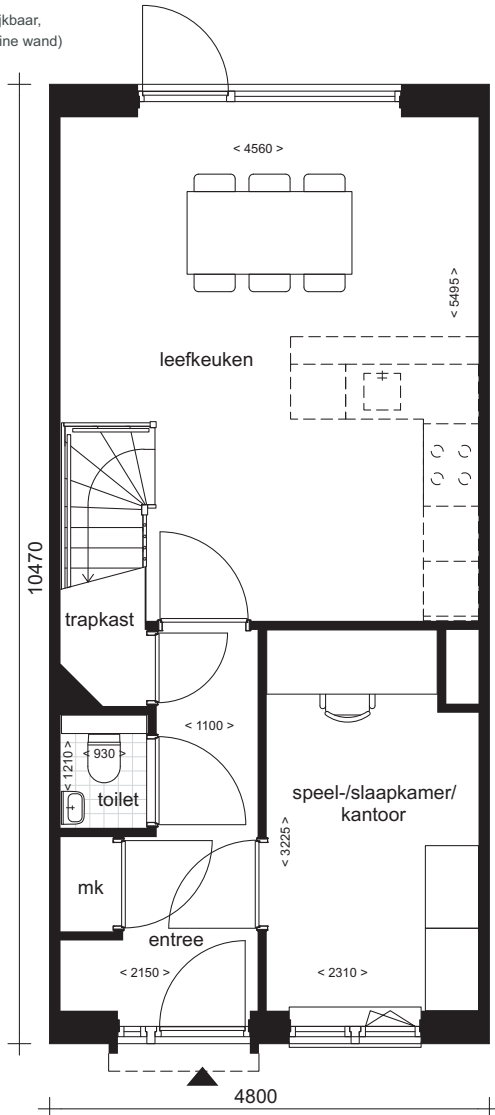 jkbaar,
ine wand)
< 4560 >
< 5495 >
leefkeuken
10470
trapkast
< 1100 >
< 1210 >
< 930 >
toilet
speel-/slaapkamer/
kantoor
< 3225 >
mk
entree
< 2150 >
< 2310 >
4800